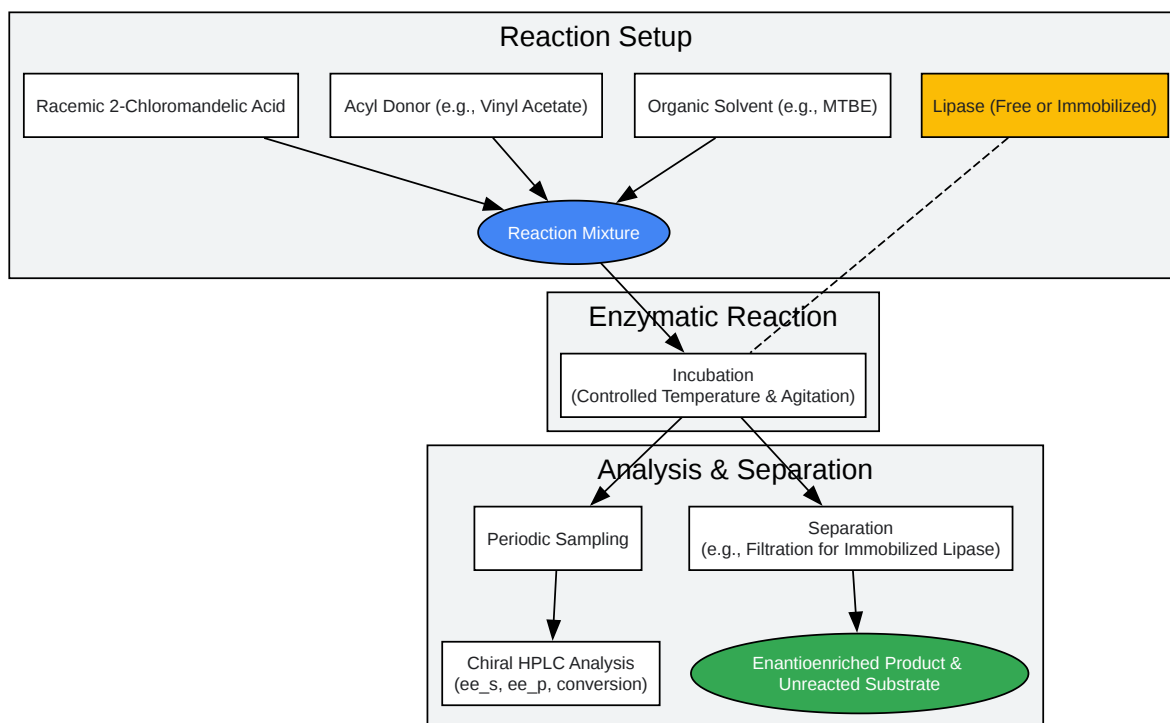 Reaction Setup
Racemic 2-Chloromandelic Acid
Acyl Donor (e.g., Vinyl Acetate)
Organic Solvent (e.g., MTBE)
Lipase (Free or Immobilized)
Reaction Mixture
Enzymatic Reaction
Incubation
(Controlled Temperature & Agitation)
Analysis & Separation
Periodic Sampling
Separation
(e.g., Filtration for Immobilized Lipase)
Chiral HPLC Analysis
(ee_s, ee_p, conversion)
Enantioenriched Product &
Unreacted Substrate